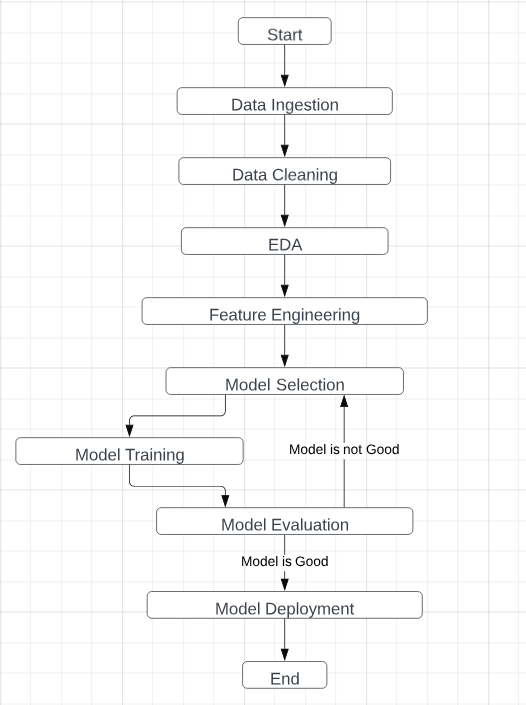 Start
Data Ingestion
Data Cleaning
EDA
Feature Engineering
Model Selection
Model Training
Model is not Good
Model Evaluation
Model is Good
Model Deployment
End